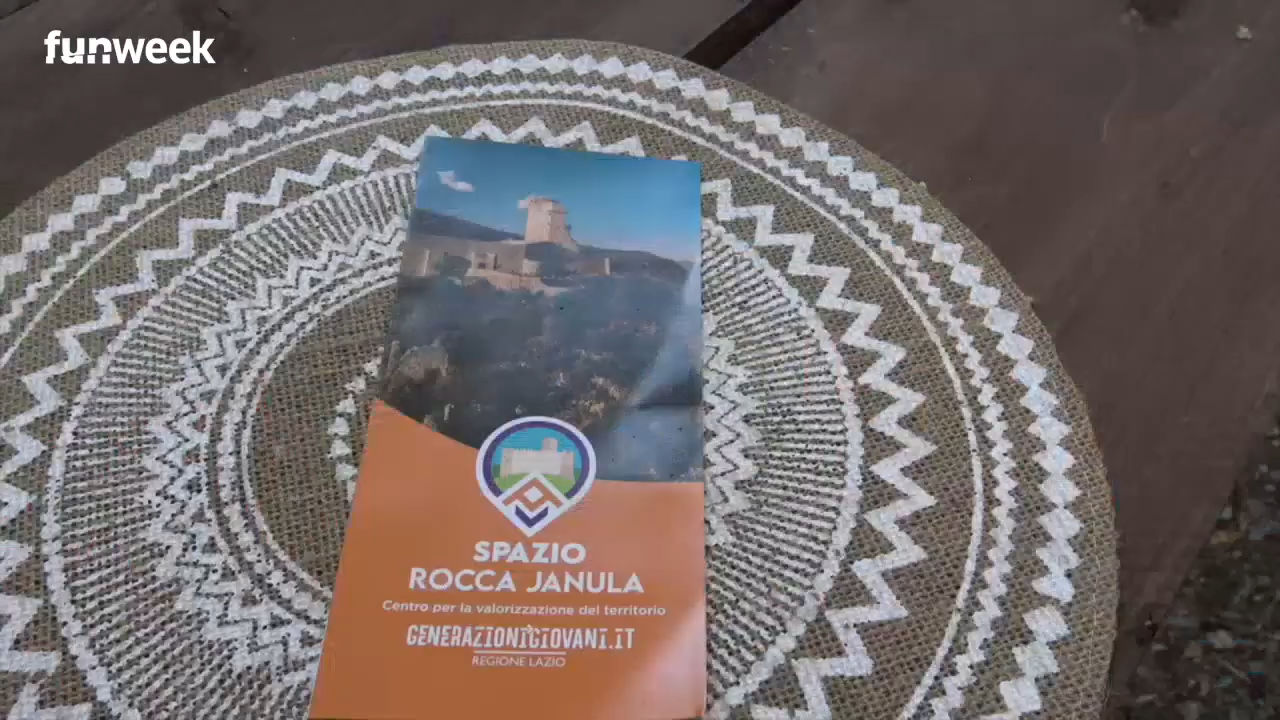 funweek
SPAZIO
ROCCA JANULA
Centro per la valorizzazione del territorio
GENERAZIONIGIOVANI.IT
REGIONE LAZIO